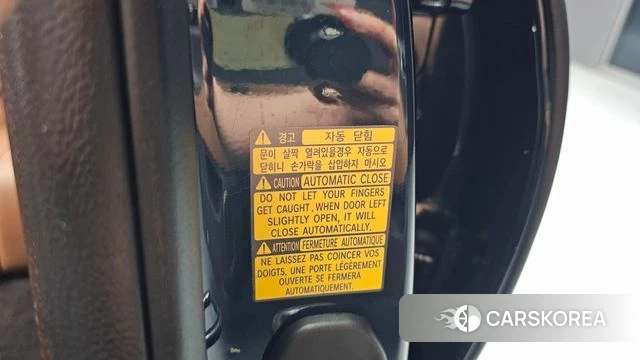 경고 자동 닫힘
문이 살짝 열려있을경우 자동으로
닫히니 손가락을 삽입하지 마시오
CAUTION AUTOMATIC CLOSE
DO NOT LET YOUR FINGERS
GET CAUGHT. WHEN DOOR LEFT
SLIGHTLY OPEN, IT WILL
CLOSE AUTOMATICALLY.
ATTENTION FERMETURE AUTOMATIQUE
NE LAISSEZ PAS COINCER VOS
DOIGTS, UNE PORTE LÉGÈREMENT
OUVERTE SE FERMERA
AUTOMATIQUEMENT.
CARSKOREA